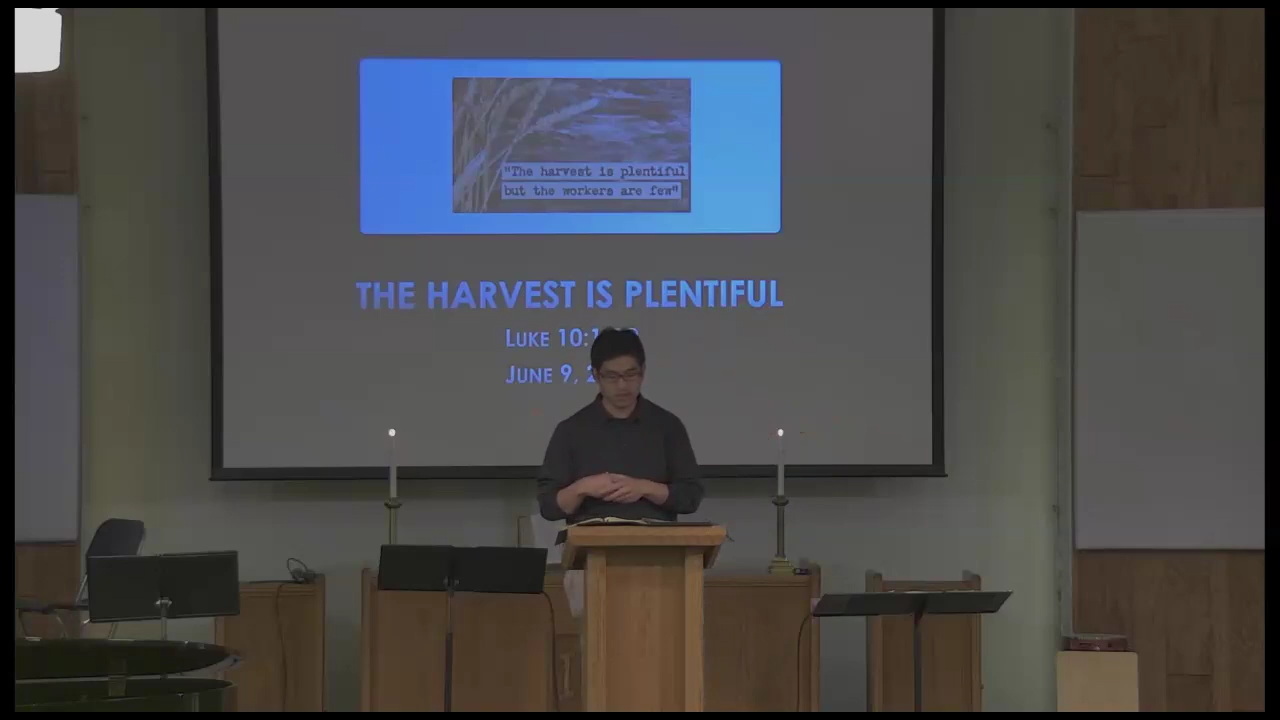 "The harvest is plentiful
but the workers are few"
THE HARVEST IS PLENTIFUL
LUKE 10:
JUNE 9,